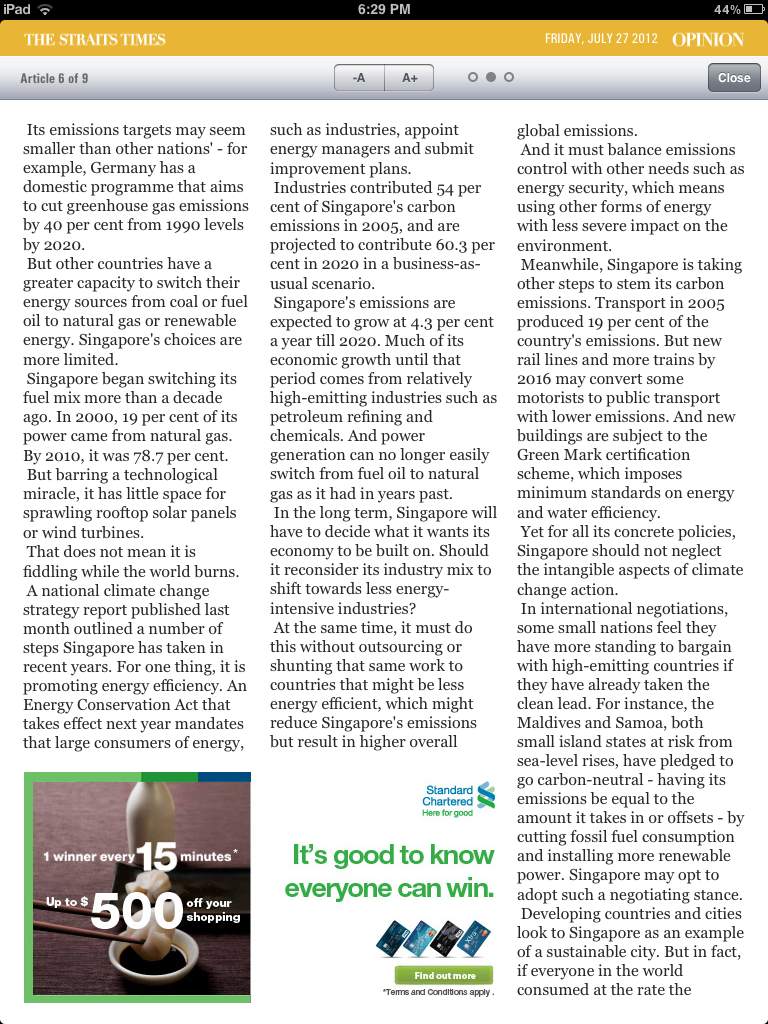 iPad
6:29 PM
44%
THE STRAITS TIMES
FRIDAY, JULY 27 2012
OPINION
Article 6 of 9
-A
A+
Close
Its emissions targets may seem
smaller than other nations' - for
example, Germany has a
domestic programme that aims
to cut greenhouse gas emissions
by 40 per cent from 1990 levels
by 2020.
But other countries have a
greater capacity to switch their
energy sources from coal or fuel
oil to natural gas or renewable
energy. Singapore's choices are
more limited.
Singapore began switching its
fuel mix more than a decade
ago. In 2000, 19 per cent of its
power came from natural gas.
By 2010, it was 78.7 per cent.
But barring a technological
miracle, it has little space for
sprawling rooftop solar panels
or wind turbines.
That does not mean it is
fiddling while the world burns.
A national climate change
strategy report published last
month outlined a number of
steps Singapore has taken in
recent years. For one thing, it is
promoting energy efficiency. An
Energy Conservation Act that
takes effect next year mandates
that large consumers of energy,
such as industries, appoint
energy managers and submit
improvement plans.
Industries contributed 54 per
cent of Singapore's carbon
emissions in 2005, and are
projected to contribute 60.3 per
cent in 2020 in a business-as-
usual scenario.
Singapore's emissions are
expected to grow at 4.3 per cent
a year till 2020. Much of its
economic growth until that
period comes from relatively
high-emitting industries such as
petroleum refining and
chemicals. And power
generation can no longer easily
switch from fuel oil to natural
gas as it had in years past.
In the long term, Singapore will
have to decide what it wants its
economy to be built on. Should
it reconsider its industry mix to
shift towards less energy-
intensive industries?
At the same time, it must do
this without outsourcing or
shunting that same work to
countries that might be less
energy efficient, which might
reduce Singapore's emissions
but result in higher overall
global emissions.
And it must balance emissions
control with other needs such as
energy security, which means
using other forms of energy
with less severe impact on the
environment.
Meanwhile, Singapore is taking
other steps to stem its carbon
emissions. Transport in 2005
produced 19 per cent of the
country's emissions. But new
rail lines and more trains by
2016 may convert some
motorists to public transport
with lower emissions. And new
buildings are subject to the
Green Mark certification
scheme, which imposes
minimum standards on energy
and water efficiency.
Yet for all its concrete policies,
Singapore should not neglect
the intangible aspects of climate
change action.
In international negotiations,
some small nations feel they
have more standing to bargain
with high-emitting countries if
they have already taken the
clean lead. For instance, the
Maldives and Samoa, both
small island states at risk from
sea-level rises, have pledged to
go carbon-neutral - having its
emissions be equal to the
amount it takes in or offsets - by
cutting fossil fuel consumption
and installing more renewable
power. Singapore may opt to
adopt such a negotiating stance.
Developing countries and cities
look to Singapore as an example
of a sustainable city. But in fact,
if everyone in the world
consumed at the rate the
1 winner every 15 minutes*
Up to $500 off your
shopping
Standard
Chartered
Here for good
It's good to know
everyone can win.
Find out more
*Terms and Conditions apply.